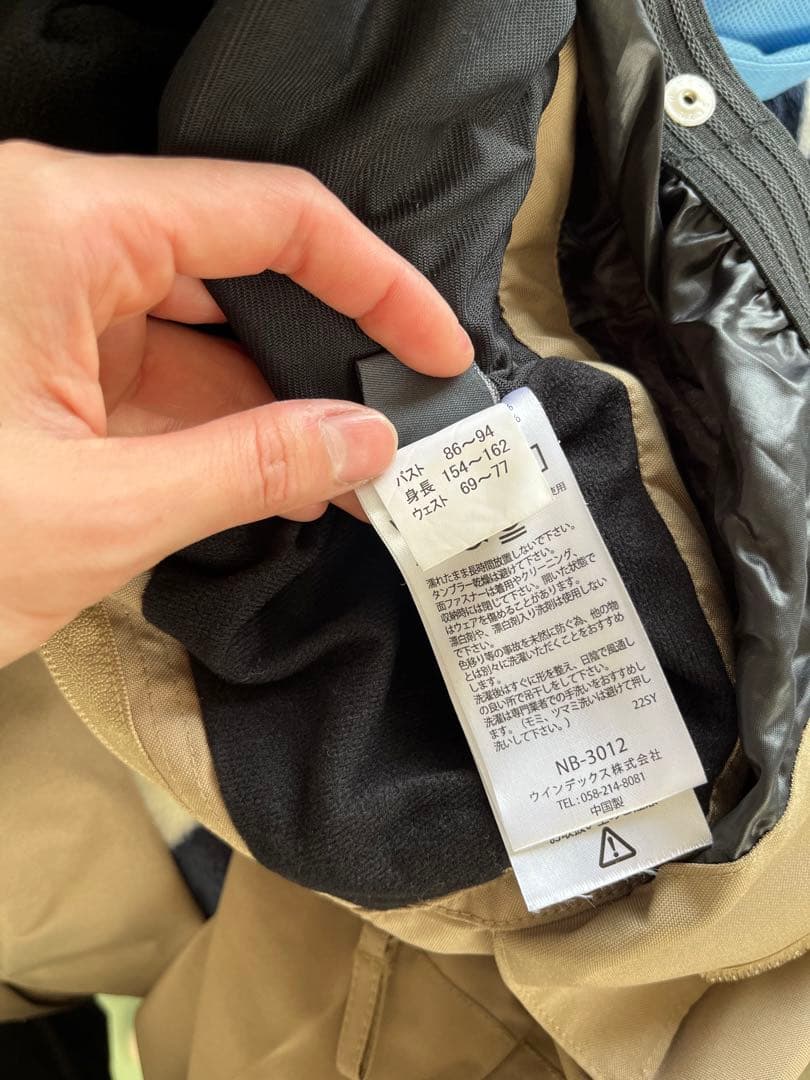 バスト 86〜94
身長 154〜162
ウェスト 69〜77
使用
濡れたまま長時間放置しないで下さい。
タンブラー乾燥は避けて下さい。
面ファスナーは着用やクリーニング、
収納時には閉じて下さい。開いた状態で
はウェアを傷めることがあります。
漂白剤や、漂白剤入り洗剤は使用しない
で下さい。
色移り等の事故を未然に防ぐ為、他の物
とは別々に洗濯いただくことをおすすめ
します。
洗濯後はすぐに形を整え、日陰で風通し
の良い所で吊干しをして下さい。
洗濯は専門業者での手洗いをおすすめし
ます。(モミ、ツマミ洗いは避けて押し
洗いして下さい。)
22SY
NB-3012
ウインデックス株式会社
TEL:058-214-8081
中国製